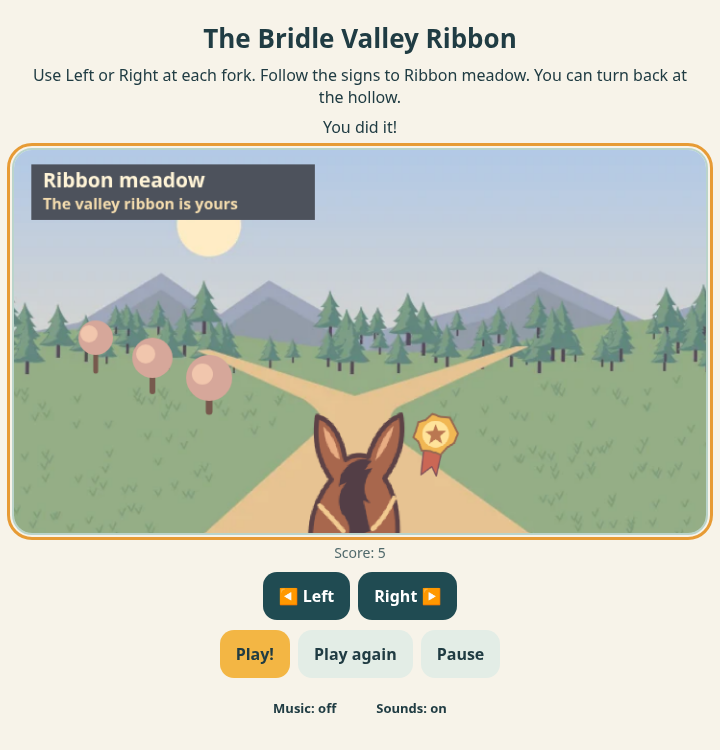 The Bridle Valley Ribbon
Use Left or Right at each fork. Follow the signs to Ribbon meadow. You can turn back at
the hollow.
You did it!
Ribbon meadow
The valley ribbon is yours
Score: 5
◀️ Left
Right ▶️
Play!
Play again
Pause
Music: off
Sounds: on